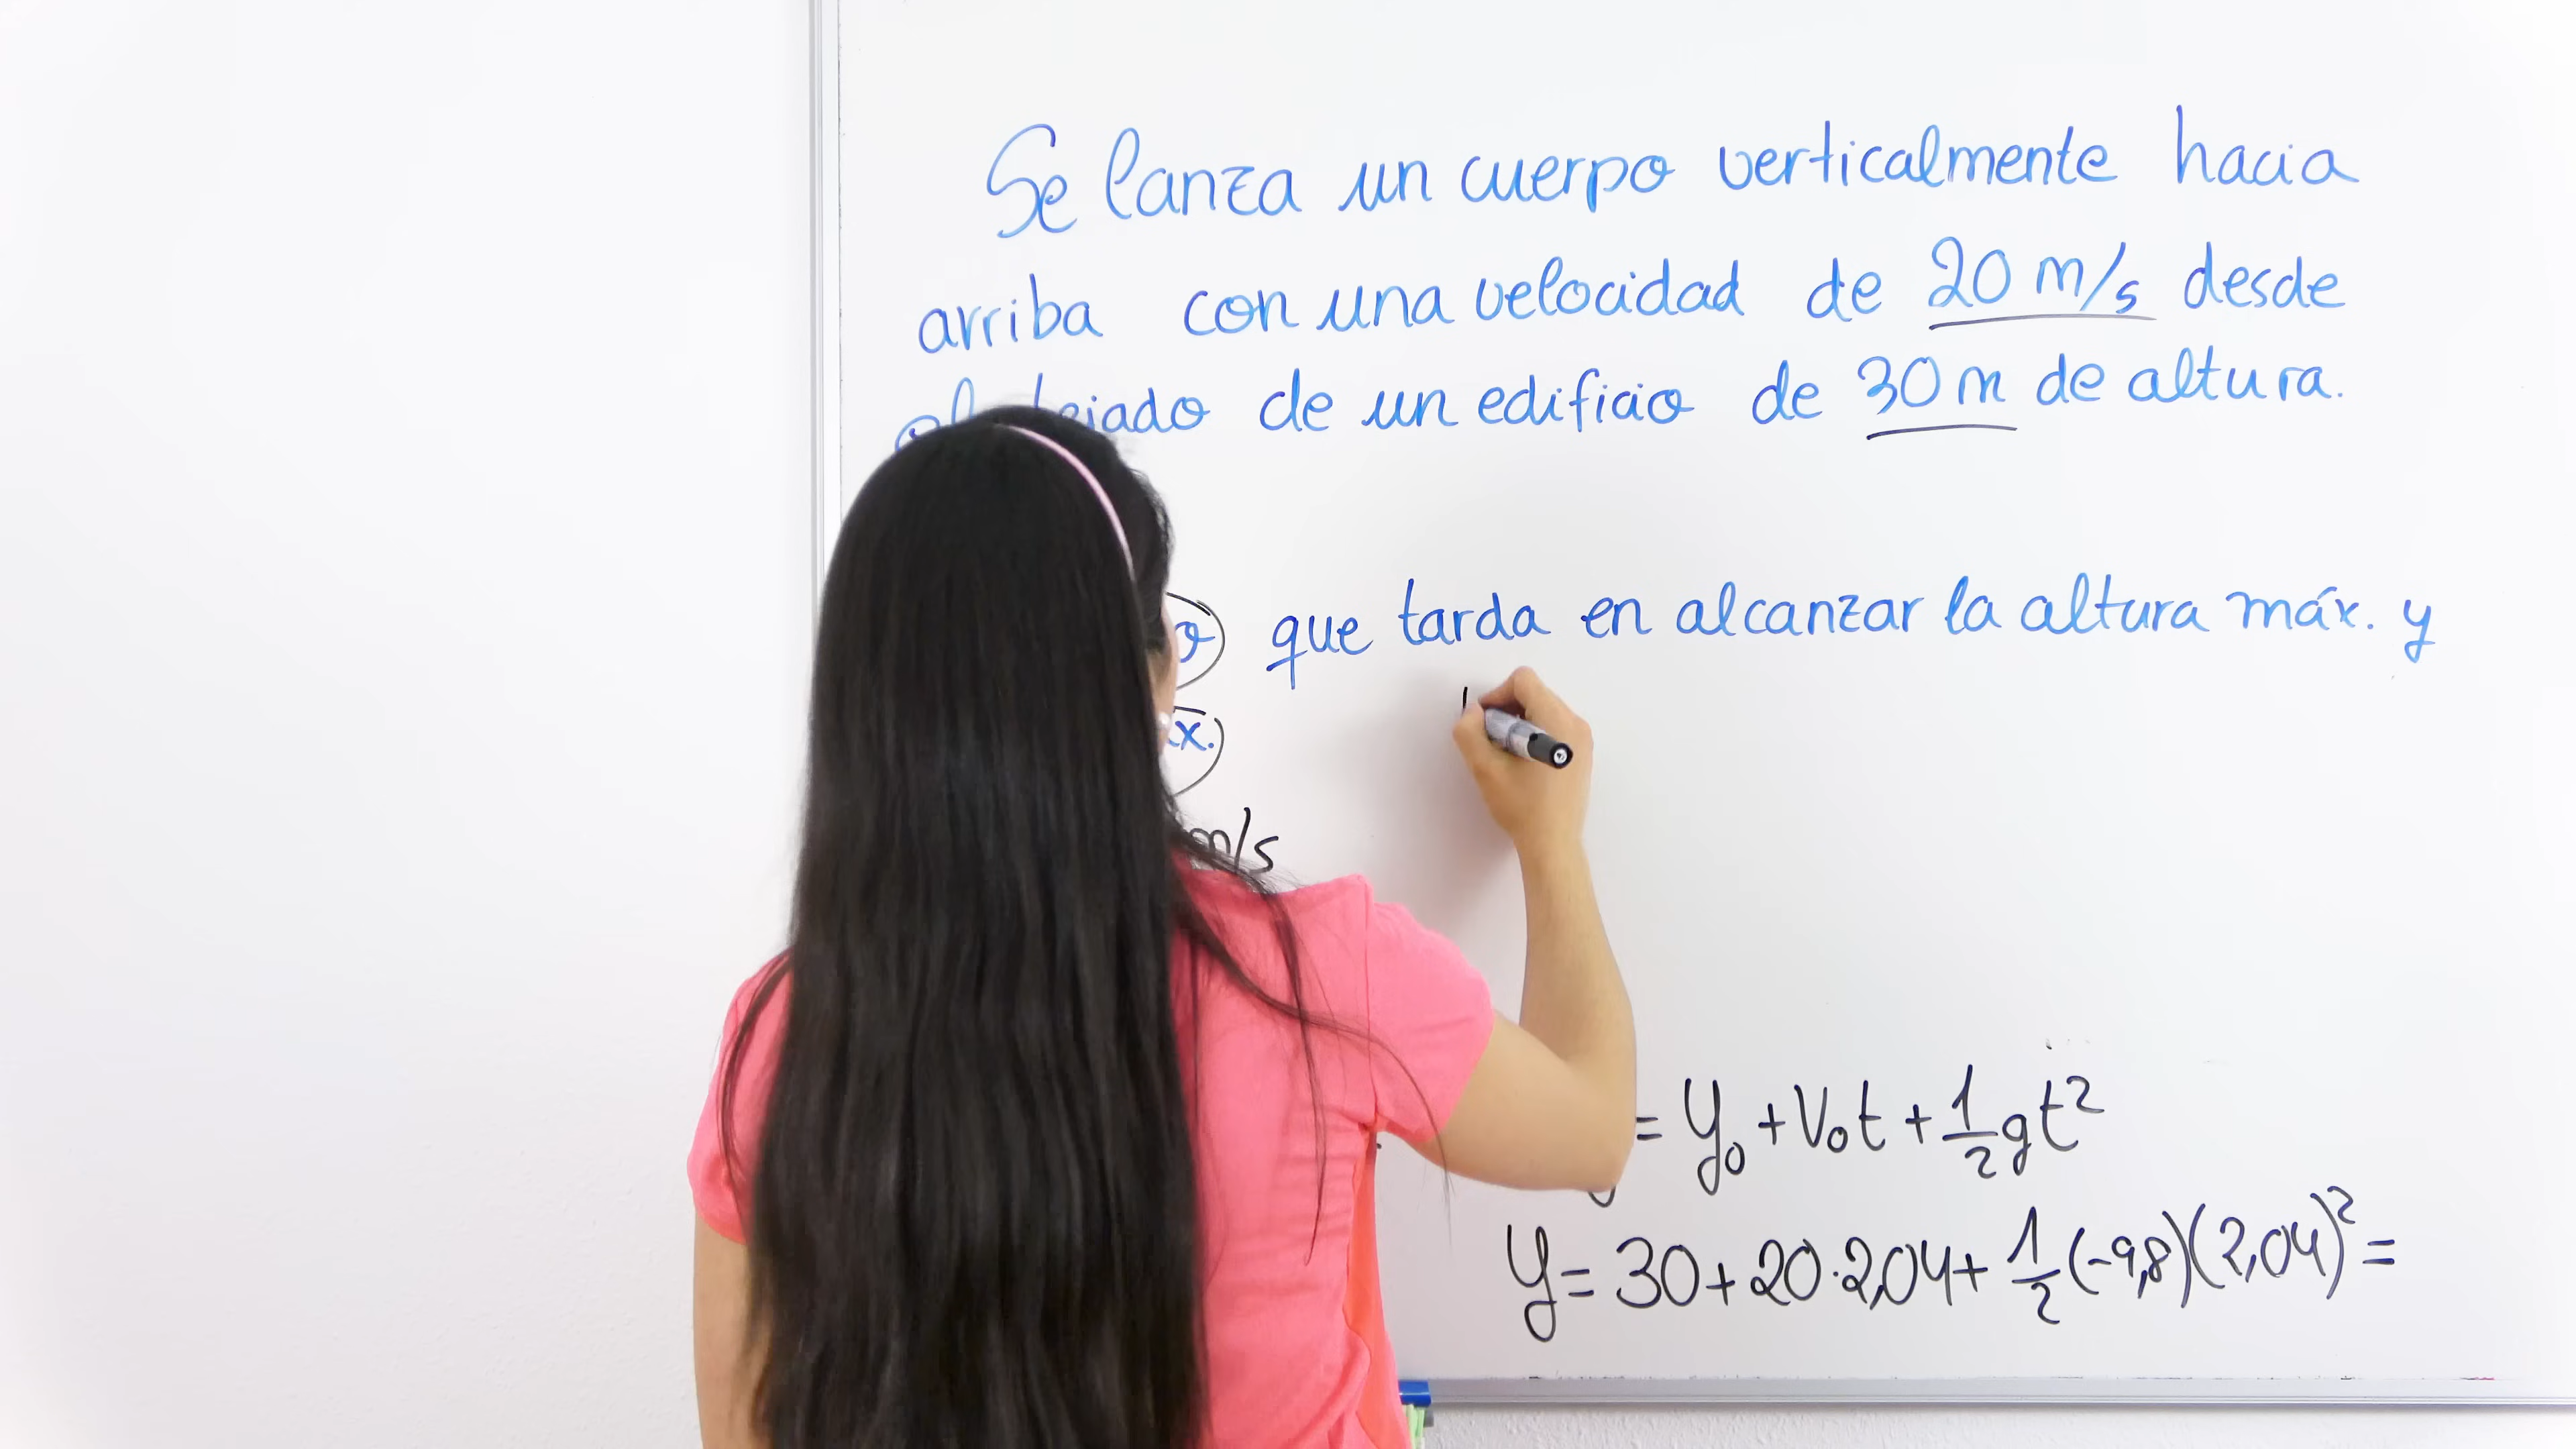 Se lanza un cuerpo verticalmente hacia
arriba con una velocidad de 20 m/s desde
de un edificio de 30 m de altura.
que tarda en alcanzar la altura máx. y
x.
m/s
= y₀ + V₀t + 1/2 gt²
y = 30 + 20·2,04 + 1/2 (-9,8)(2,04)² =